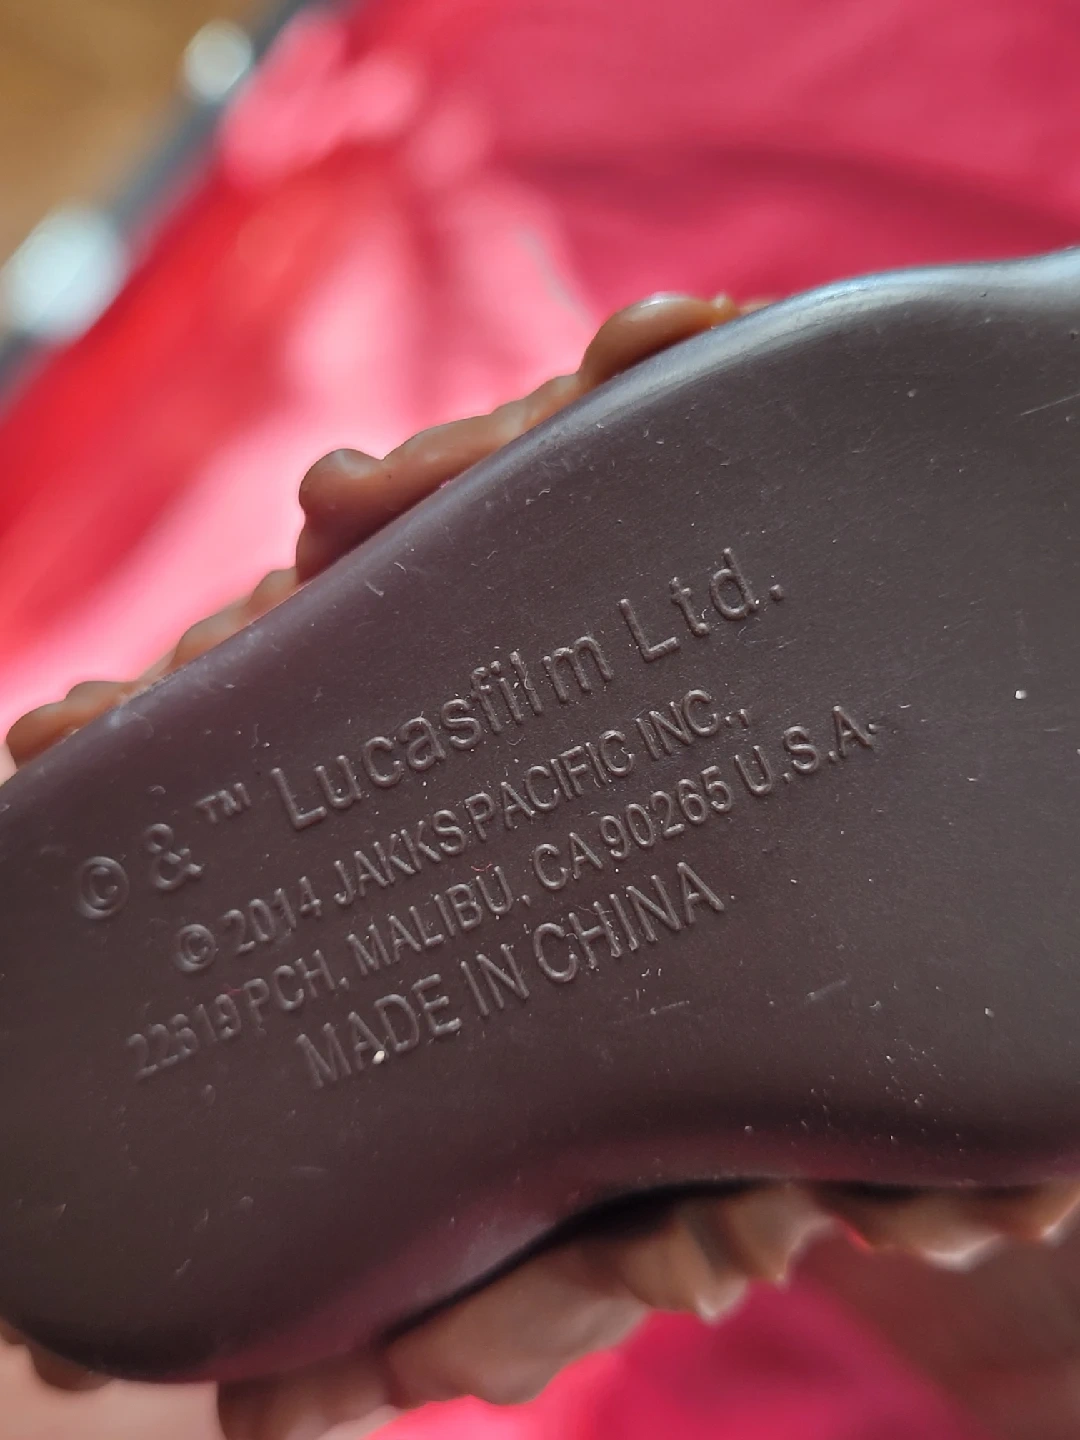 © & ™ Lucasfilm Ltd.
© 2014 JAKKS PACIFIC INC.,
22619 PCH, MALIBU, CA 90265 U.S.A.
MADE IN CHINA